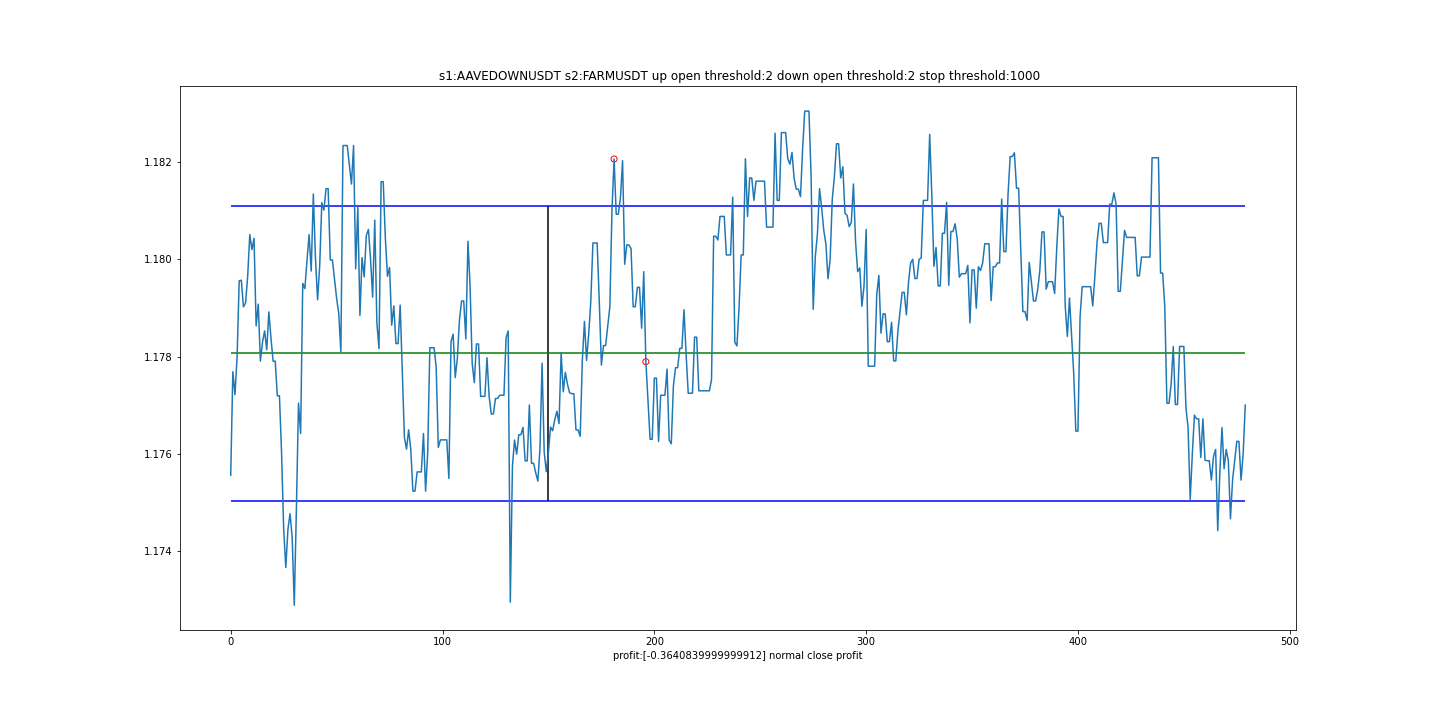 s1:AAVEDOWNUSDT s2:FARMUSDT up open threshold:2 down open threshold:2 stop threshold:1000
1.182
1.180
1.178
1.176
1.174
0 100 200 300 400 500
profit:[-0.3640839999999912] normal close profit